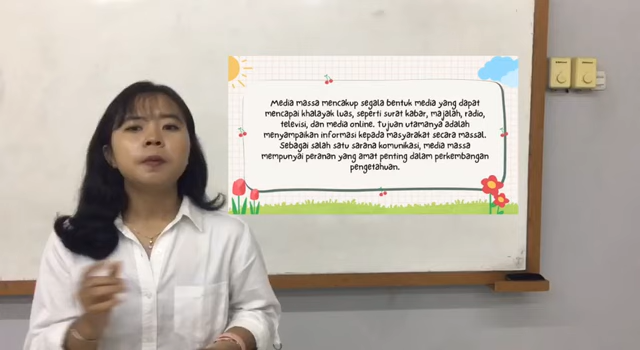 Media massa mencakup segala bentuk media yang dapat
mencapai khalayak luas, seperti surat kabar, majalah, radio,
televisi, dan media online. Tujuan utamanya adalah
menyampaikan informasi kepada masyarakat secara massal.
Sebagai salah satu sarana komunikasi, media massa
mempunyai peranan yang amat penting dalam perkembangan
pengetahuan.